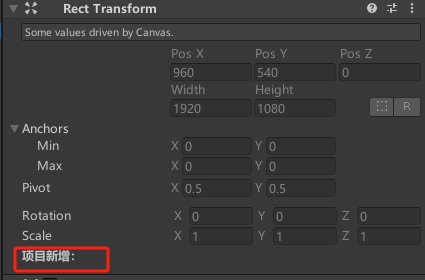 Rect Transform
Some values driven by Canvas.
Pos X Pos Y Pos Z
960 540 0
Width Height
1920 1080 R
Anchors
Min X 0 Y 0
Max X 0 Y 0
Pivot X 0.5 Y 0.5
Rotation X 0 Y 0 Z 0
Scale X 1 Y 1 Z 1
项目新增：